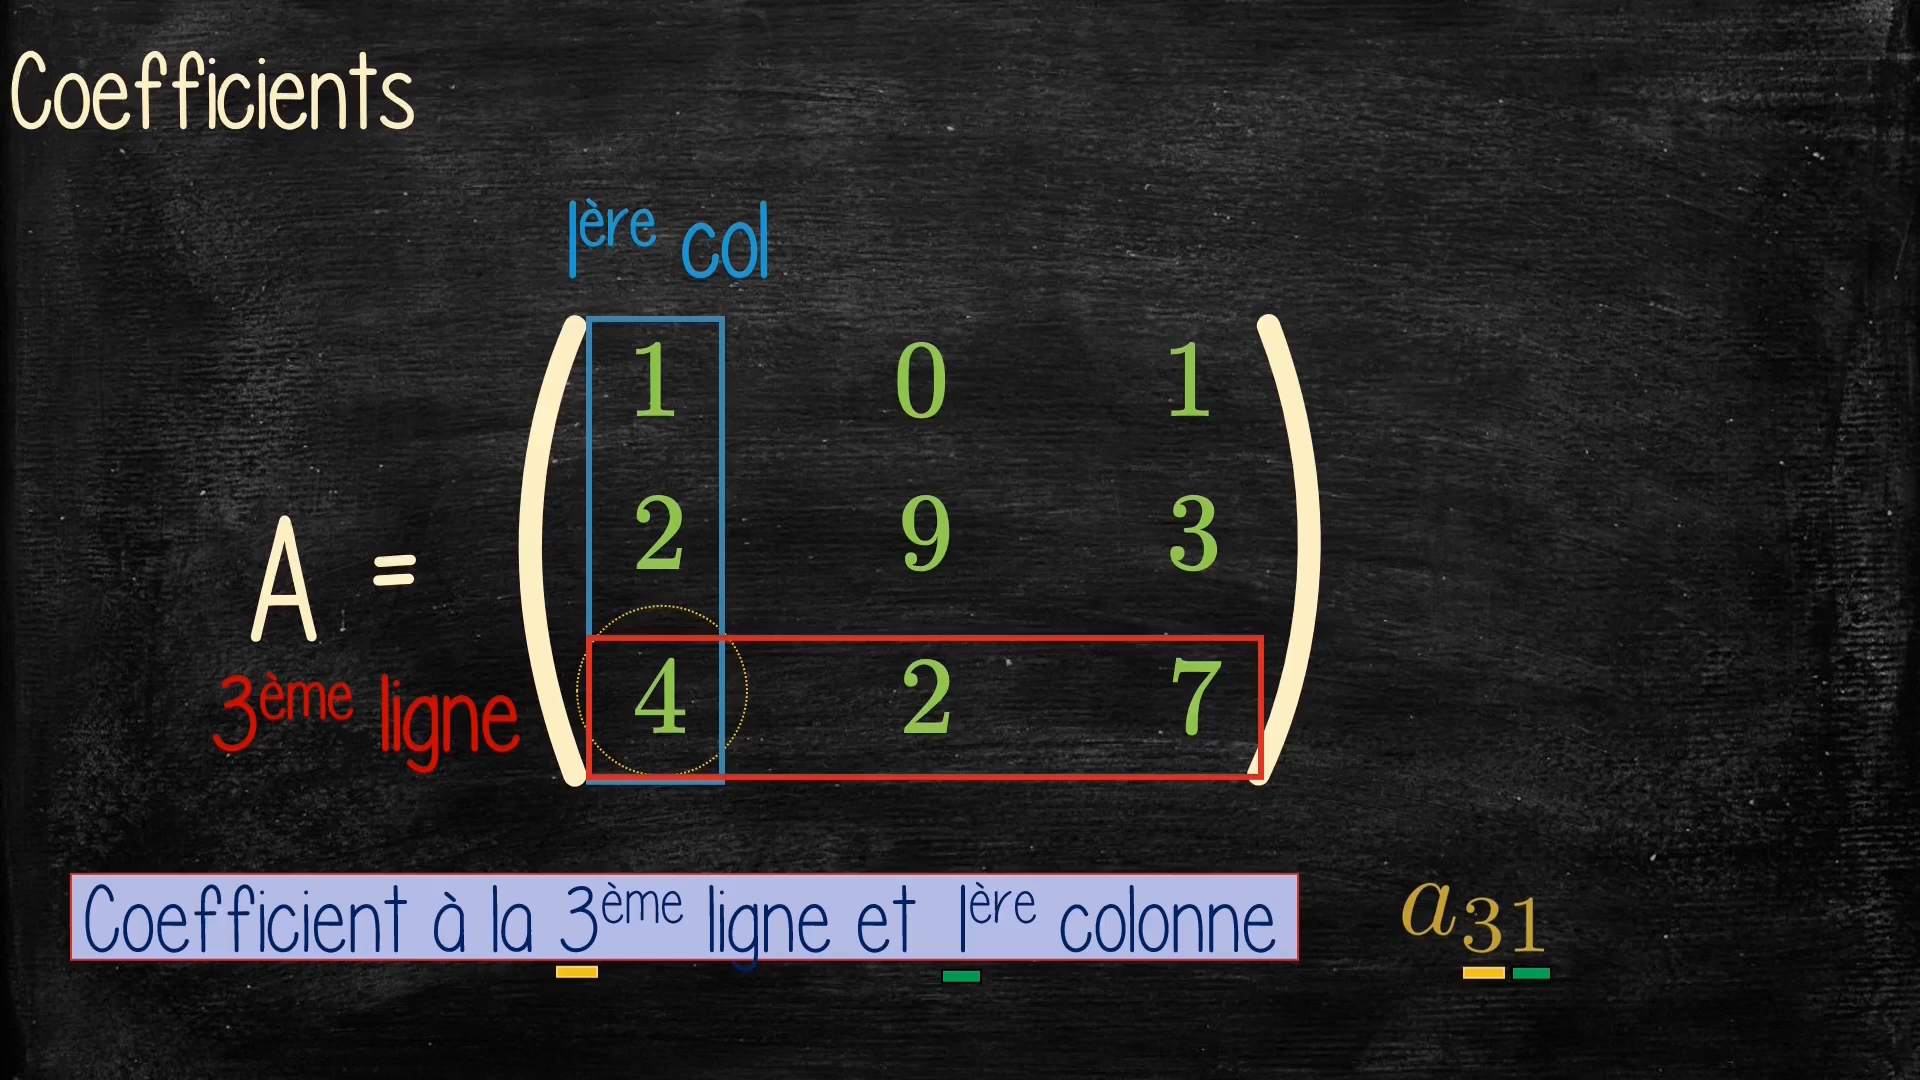 Coefficients
1ère col
1 0 1
2 9 3
A =
4 2 7
3ème ligne
Coefficient à la 3ème ligne et 1ère colonne
a31